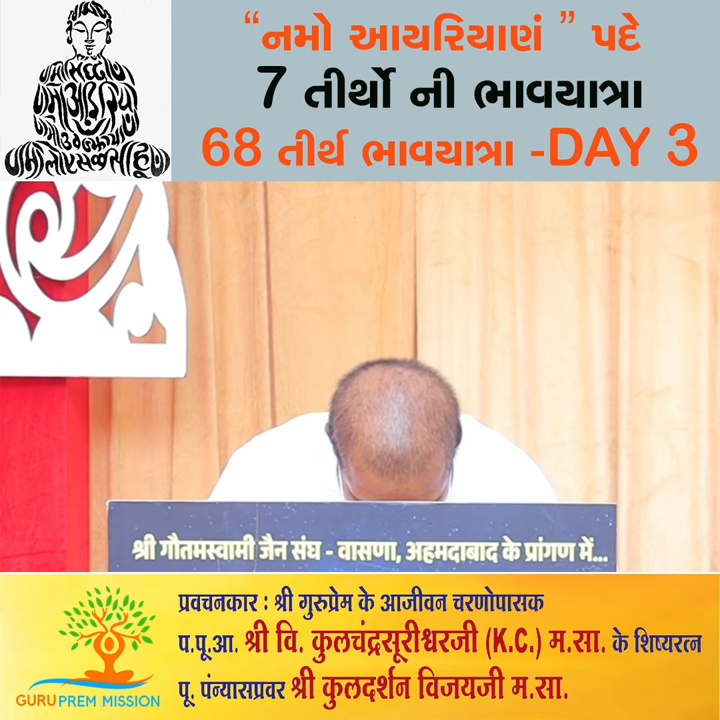 “નમો આયરિયાણં ” પદે
7 તીર્થો ની ભાવયાત્રા
68 તીર્થ ભાવયાત્રા -DAY 3
श्री गौतमस्वामी जैन संघ - वासणा, अहमदाबाद के प्रांगण में...
प्रवचनकार : श्री गुरुप्रेम के आजीवन चरणोपासक
प.पू.आ. श्री वि. कुलचंद्रसूरीश्वरजी (K.C.) म.सा. के शिष्यरत्न
पू. पंन्यासप्रवर श्री कुलदर्शन विजयजी म.सा.
GURU PREM MISSION